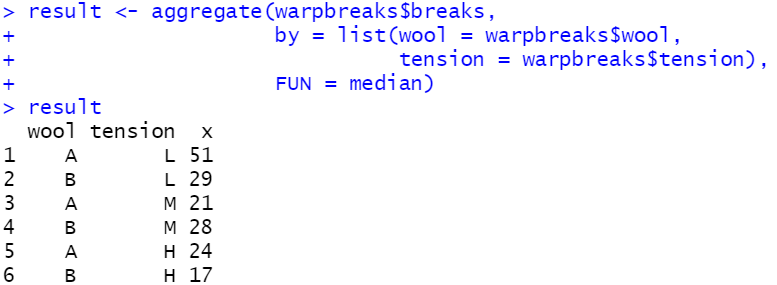 > result <- aggregate(warpbreaks$breaks,
+                     by = list(wool = warpbreaks$wool,
+                               tension = warpbreaks$tension),
+                     FUN = median)
> result
  wool tension  x
1    A       L 51
2    B       L 29
3    A       M 21
4    B       M 28
5    A       H 24
6    B       H 17